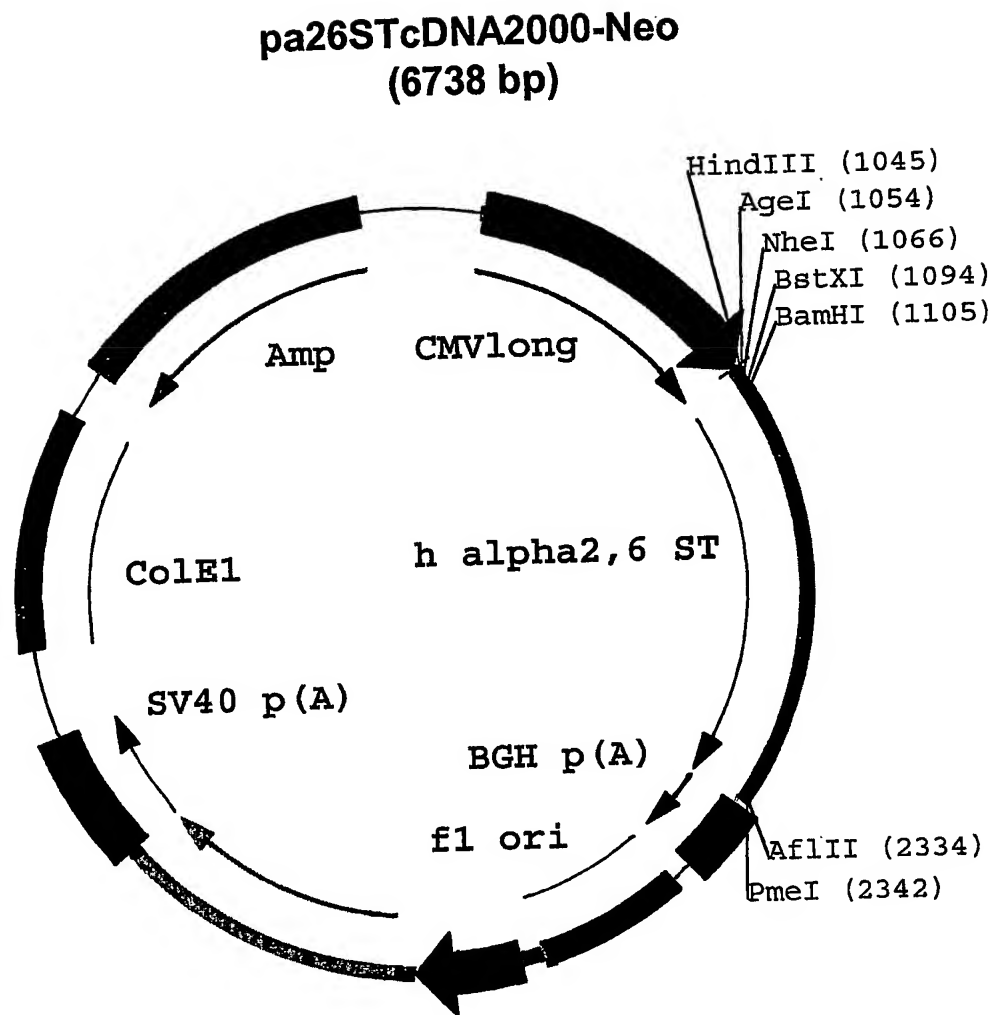 pa26STcDNA2000-Neo
(6738 bp)
HindIII (1045)
AgeI (1054)
NheI (1066)
BstXI (1094)
BamHI (1105)
Amp
CMVlong
ColE1
h alpha2,6 ST
SV40 p(A)
BGH p(A)
f1 ori
AflII (2334)
PmeI (2342)